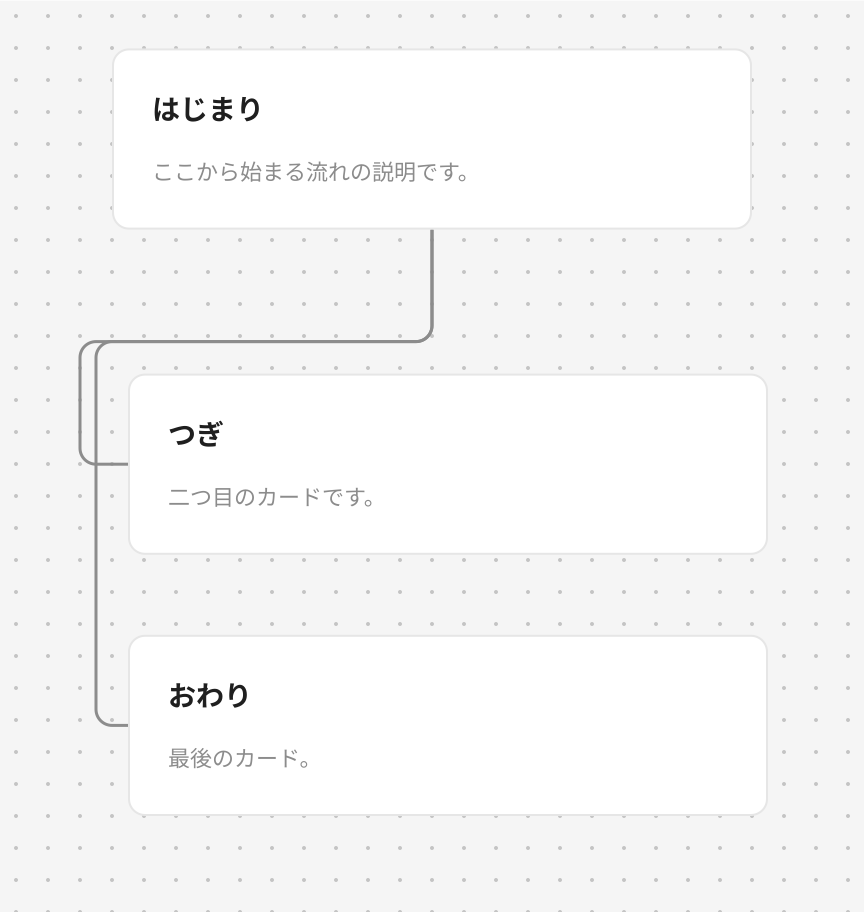 はじまり
ここから始まる流れの説明です。
つぎ
二つ目のカードです。
おわり
最後のカード。